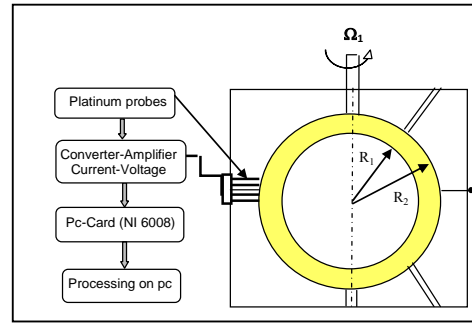 Ω₁
Platinum probes
Converter-Amplifier
Current-Voltage
Pc-Card (NI 6008)
Processing on pc
R₁
R₂